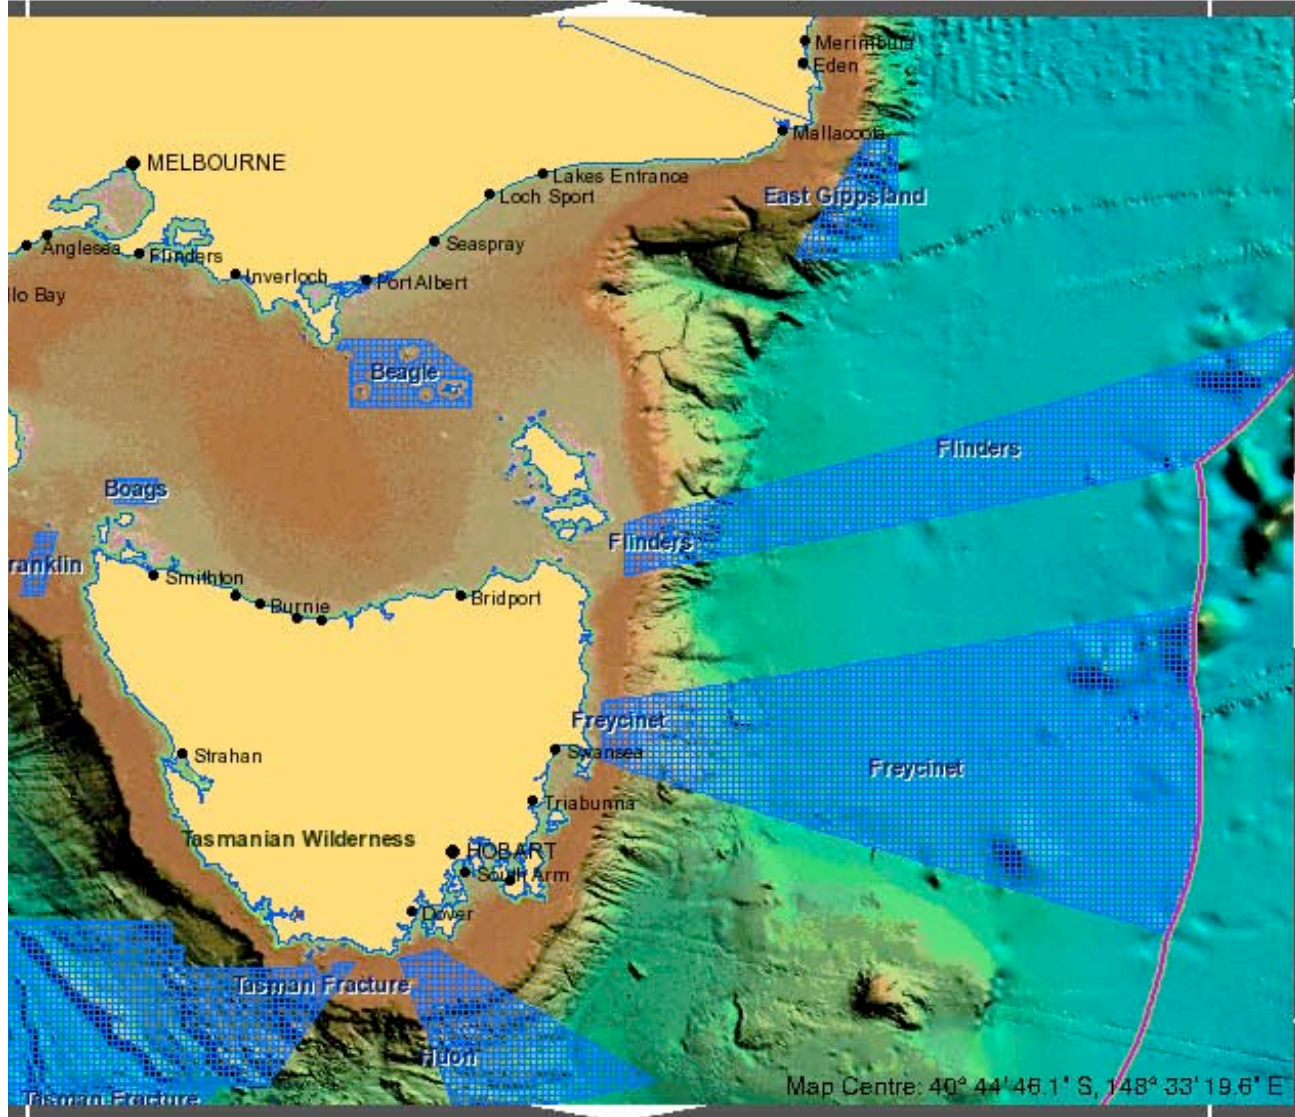 Merimbula
Eden
Mallacoota
MELBOURNE
Lakes Entrance
Loch Sport
East Gippsland
Anglesea
Flinders
Seaspray
Inverloch
Port Albert
llo Bay
Beagle
Flinders
Boags
Flinders
ranklin
Smithton
Burnie
Bridport
Freycinet
Swansea
Strahan
Freycinet
Triabunna
Tasmanian Wilderness
HOBART
South Arm
Dover
Tasman Fracture
Huon
Map Centre: 40° 44'46.1" S, 148° 33'19.6" E
Tasman Fracture